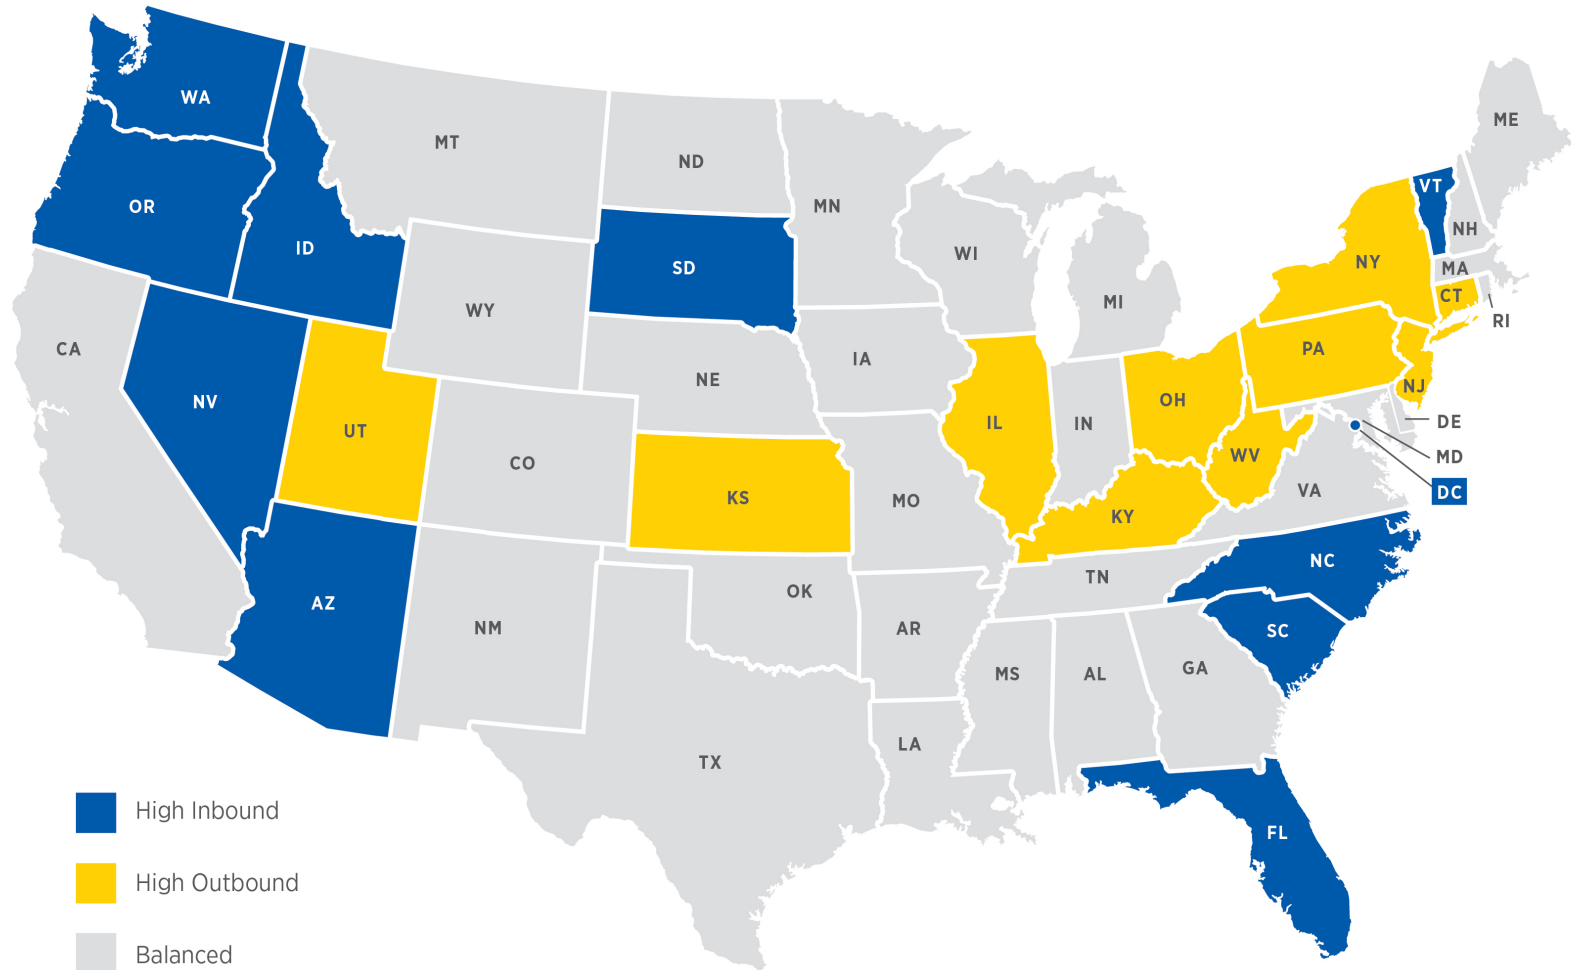 WA
MT
ND
MN
ME
VT
NH
OR
ID
SD
WI
MI
NY
MA
CT
RI
WY
CA
IA
PA
NE
NV
NJ
OH
UT
IL
IN
DE
CO
WV
MD
KS
MO
VA
DC
KY
NC
TN
AZ
OK
NM
AR
SC
MS
AL
GA
LA
TX
FL
High Inbound
High Outbound
Balanced